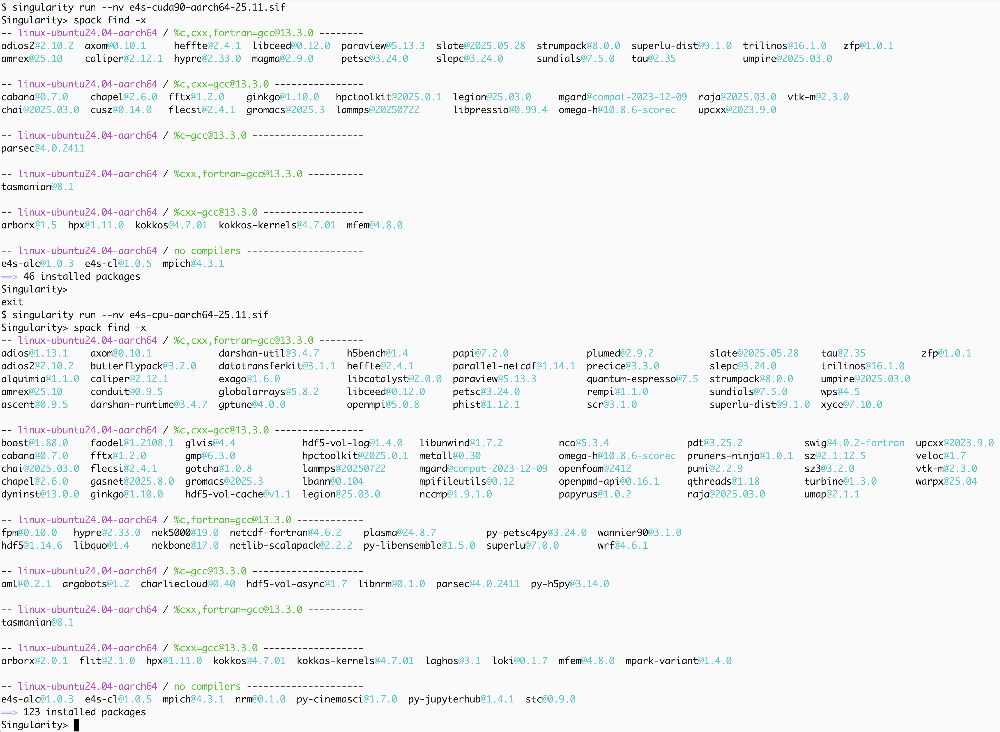 $ singularity run --nv e4s-cuda90-aarch64-25.11.sif
Singularity> spack find -x
-- linux-ubuntu24.04-aarch64 / %c,cxx,fortran=gcc@13.3.0 --------
adios2@2.10.2  axom@0.10.1     heffte@2.4.1  libceed@0.12.0  paraview@5.13.3  slate@2025.05.28  strumpack@8.0.0  superlu-dist@9.1.0  trilinos@16.1.0   zfp@1.0.1
amrex@25.10    caliper@2.12.1  hypre@2.33.0  magma@2.9.0     petsc@3.24.0     slepc@3.24.0      sundials@7.5.0   tau@2.35            umpire@2025.03.0

-- linux-ubuntu24.04-aarch64 / %c,cxx=gcc@13.3.0 ----------------
cabana@0.7.0    chapel@2.6.0  fftx@1.2.0    ginkgo@1.10.0   hpctoolkit@2025.0.1  legion@25.03.0     mgard@compat-2023-12-09  raja@2025.03.0  vtk-m@2.3.0
chai@2025.03.0  cusz@0.14.0   flecsi@2.4.1  gromacs@2025.3  lammps@20250722      libpressio@0.99.4  omega-h@10.8.6-scorec    upcxx@2023.9.0

-- linux-ubuntu24.04-aarch64 / %c=gcc@13.3.0 --------------------
parsec@4.0.2411

-- linux-ubuntu24.04-aarch64 / %cxx,fortran=gcc@13.3.0 ----------
tasmanian@8.1

-- linux-ubuntu24.04-aarch64 / %cxx=gcc@13.3.0 ------------------
arborx@1.5  hpx@1.11.0  kokkos@4.7.01  kokkos-kernels@4.7.01  mfem@4.8.0

-- linux-ubuntu24.04-aarch64 / no compilers ---------------------
e4s-alc@1.0.3  e4s-cl@1.0.5  mpich@4.3.1
==> 46 installed packages
Singularity>
exit
$ singularity run --nv e4s-cpu-aarch64-25.11.sif
Singularity> spack find -x
-- linux-ubuntu24.04-aarch64 / %c,cxx,fortran=gcc@13.3.0 --------
adios@1.13.1    axom@0.10.1            darshan-util@3.4.7     h5bench@1.4        papi@7.2.0              plumed@2.9.2          slate@2025.05.28    tau@2.35          zfp@1.0.1
adios2@2.10.2   butterflypack@3.2.0    datatransferkit@3.1.1  heffte@2.4.1       parallel-netcdf@1.14.1  precice@3.3.0         slepc@3.24.0        trilinos@16.1.0
alquimia@1.1.0  caliper@2.12.1         exago@1.6.0            libcatalyst@2.0.0  paraview@5.13.3         quantum-espresso@7.5  strumpack@8.0.0     umpire@2025.03.0
amrex@25.10     conduit@0.9.5          globalarrays@5.8.2     libceed@0.12.0     petsc@3.24.0            rempi@1.1.0           sundials@7.5.0      wps@4.5
ascent@0.9.5    darshan-runtime@3.4.7  gptune@4.0.0           openmpi@5.0.8      phist@1.12.1            scr@3.1.0             superlu-dist@9.1.0  xyce@7.10.0

-- linux-ubuntu24.04-aarch64 / %c,cxx=gcc@13.3.0 ----------------
boost@1.88.0    faodel@1.2108.1  glvis@4.4            hdf5-vol-log@1.4.0   libunwind@1.7.2          nco@5.3.4              pdt@3.25.2           swig@4.0.2-fortran  upcxx@2023.9.0
cabana@0.7.0    fftx@1.2.0       gmp@6.3.0            hpctoolkit@2025.0.1  metall@0.30              omega-h@10.8.6-scorec  pruners-ninja@1.0.1  sz@2.1.12.5         veloc@1.7
chai@2025.03.0  flecsi@2.4.1     gotcha@1.0.8         lammps@20250722      mgard@compat-2023-12-09  openfoam@2412          pumi@2.2.9           sz3@3.2.0           vtk-m@2.3.0
chapel@2.6.0    gasnet@2025.8.0  gromacs@2025.3       lbann@0.104          mpifileutils@0.12        openpmd-api@0.16.1     qthreads@1.18        turbine@1.3.0       warpx@25.04
dyninst@13.0.0  ginkgo@1.10.0    hdf5-vol-cache@v1.1  legion@25.03.0       nccmp@1.9.1.0            papyrus@1.0.2          raja@2025.03.0       umap@2.1.1

-- linux-ubuntu24.04-aarch64 / %c,fortran=gcc@13.3.0 ------------
fpm@0.10.0   hypre@2.33.0  nek5000@19.0  netcdf-fortran@4.6.2    plasma@24.8.7         py-petsc4py@3.24.0  wannier90@3.1.0
hdf5@1.14.6  libquo@1.4    nekbone@17.0  netlib-scalapack@2.2.2  py-libensemble@1.5.0  superlu@7.0.0       wrf@4.6.1

-- linux-ubuntu24.04-aarch64 / %c=gcc@13.3.0 --------------------
aml@0.2.1  argobots@1.2  charliecloud@0.40  hdf5-vol-async@1.7  libnrm@0.1.0  parsec@4.0.2411  py-h5py@3.14.0

-- linux-ubuntu24.04-aarch64 / %cxx,fortran=gcc@13.3.0 ----------
tasmanian@8.1

-- linux-ubuntu24.04-aarch64 / %cxx=gcc@13.3.0 ------------------
arborx@2.0.1  flit@2.1.0  hpx@1.11.0  kokkos@4.7.01  kokkos-kernels@4.7.01  laghos@3.1  loki@0.1.7  mfem@4.8.0  mpark-variant@1.4.0

-- linux-ubuntu24.04-aarch64 / no compilers ---------------------
e4s-alc@1.0.3  e4s-cl@1.0.5  mpich@4.3.1  nrm@0.1.0  py-cinemasci@1.7.0  py-jupyterhub@1.4.1  stc@0.9.0
==> 123 installed packages
Singularity>